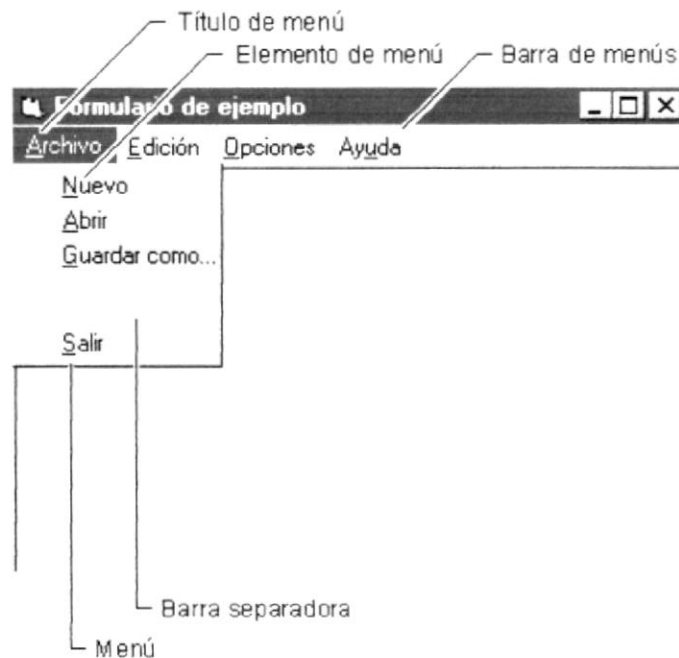 Título de menú
Elemento de menú
Barra de menús
Formulario de ejemplo
Archivo Edición Opciones Ayuda
Nuevo
Abrir
Guardar como...
Salir
Barra separadora
Menú